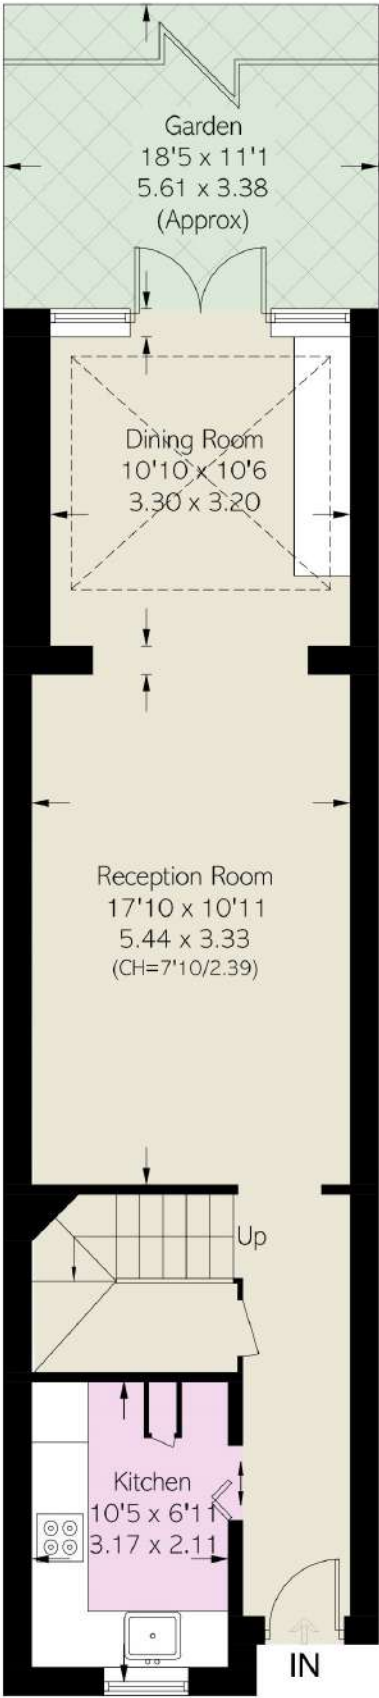 Garden
18'5 x 11'1
5.61 x 3.38
(Approx)
Dining Room
10'10 x 10'6
3.30 x 3.20
Reception Room
17'10 x 10'11
5.44 x 3.33
(CH=7'10/2.39)
Up
Kitchen
10'5 x 6'11
3.17 x 2.11
IN